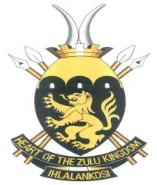 HEART OF THE ZULU KINGDOM
IHLALANKOSI